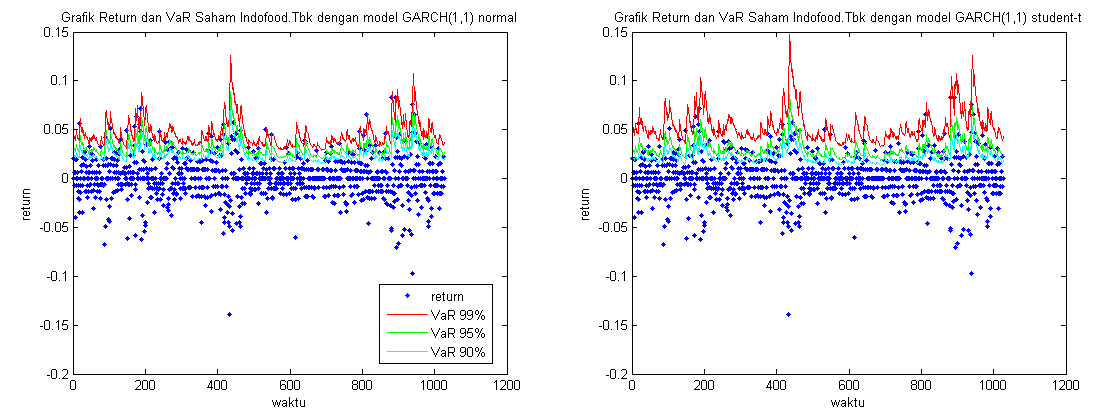 Grafik Return dan VaR Saham Indofood.Tbk dengan model GARCH(1,1) normal
0.15
0.1
0.05
0
-0.05
-0.1
-0.15
-0.2
return
0 200 400 600 800 1000 1200
waktu
return
VaR 99%
VaR 95%
VaR 90%
Grafik Return dan VaR Saham Indofood.Tbk dengan model GARCH(1,1) student-t
0.15
0.1
0.05
0
-0.05
-0.1
-0.15
-0.2
return
0 200 400 600 800 1000 1200
waktu